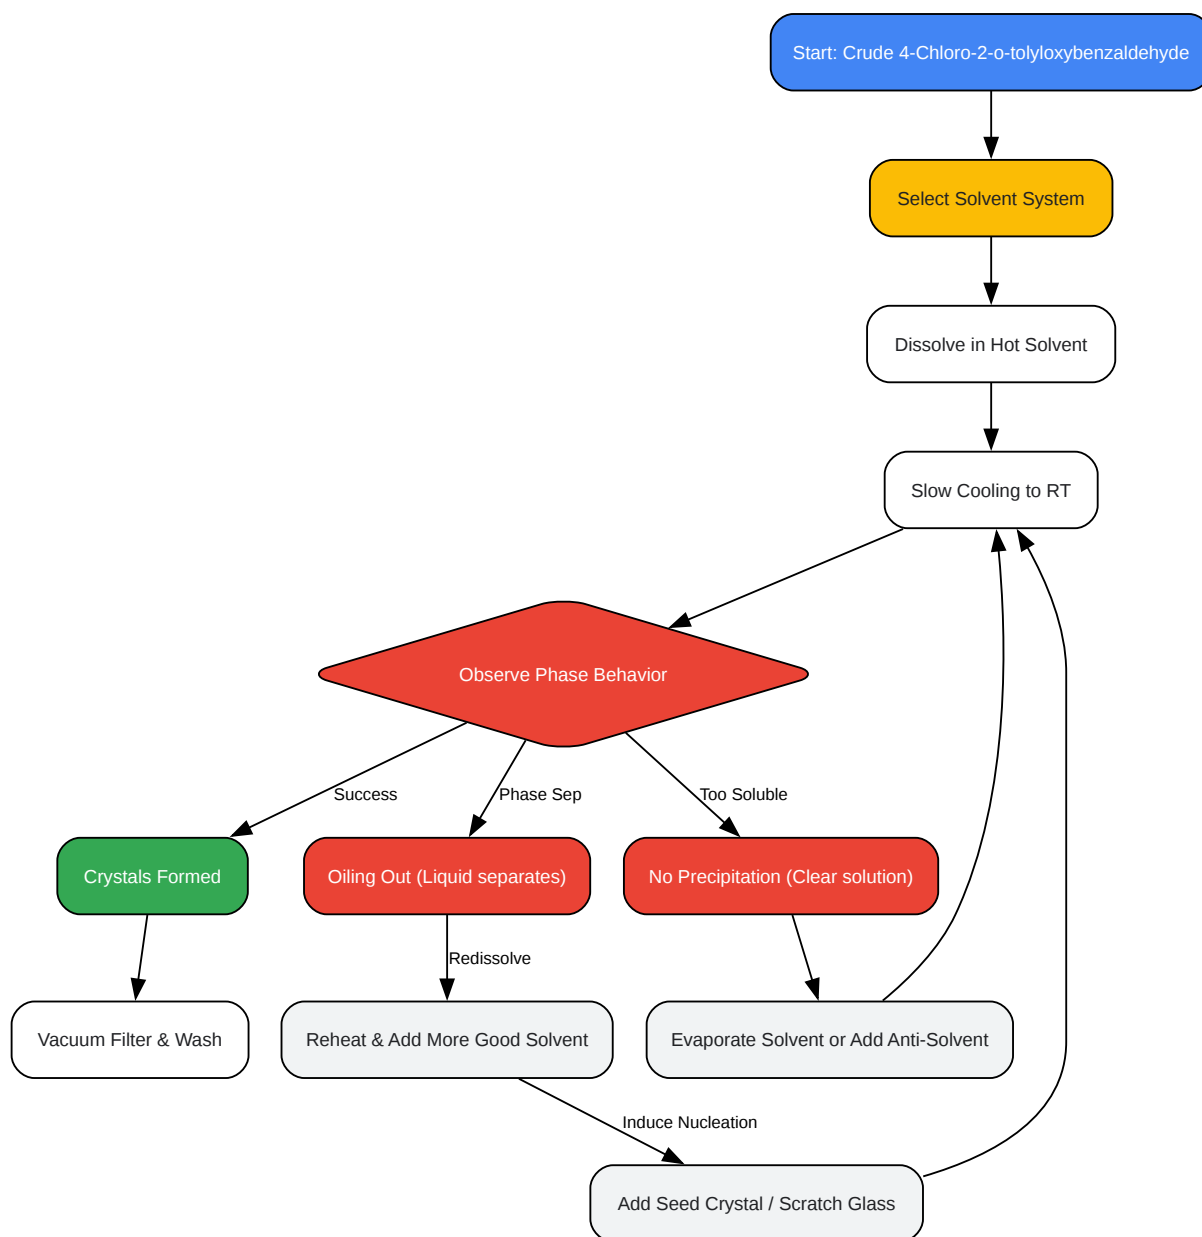 Start: Crude 4-Chloro-2-o-tolyloxybenzaldehyde
Select Solvent System
Dissolve in Hot Solvent
Slow Cooling to RT
Observe Phase Behavior
Success
Phase Sep
Too Soluble
Crystals Formed
Oiling Out (Liquid separates)
No Precipitation (Clear solution)
Redissolve
Vacuum Filter & Wash
Reheat & Add More Good Solvent
Evaporate Solvent or Add Anti-Solvent
Induce Nucleation
Add Seed Crystal / Scratch Glass